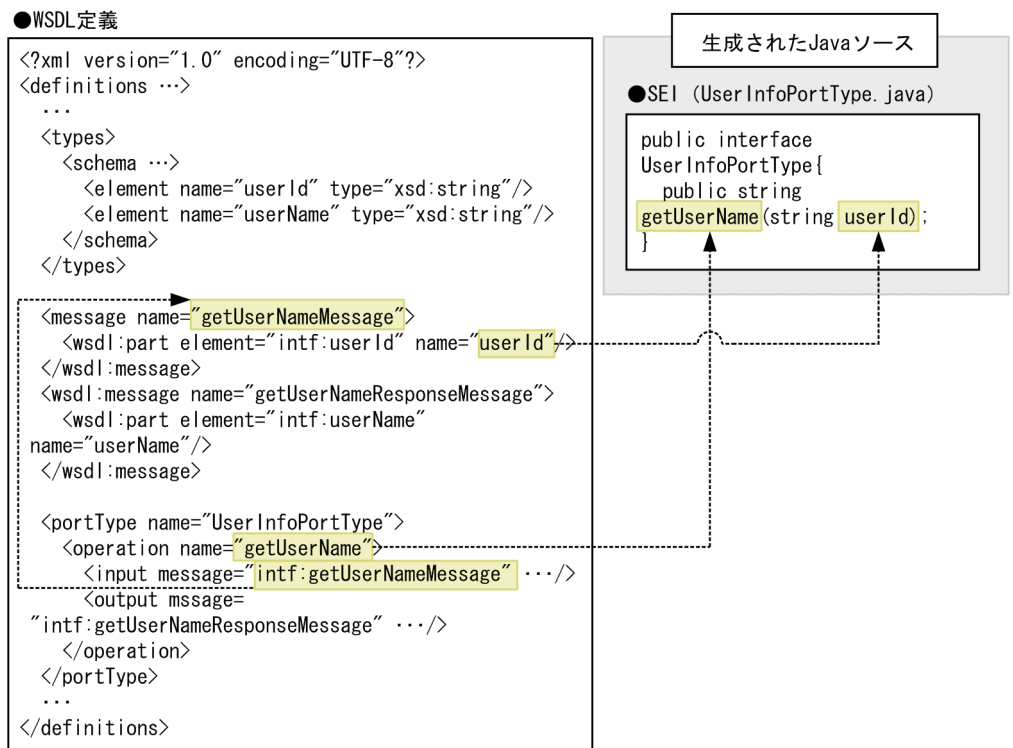 ●WSDL定義
<?xml version="1.0" encoding="UTF-8"?>
<definitions …>
...
<types>
<schema …>
<element name="userId" type="xsd:string"/>
<element name="userName" type="xsd:string"/>
</schema>
</types>
<message name="getUserNameMessage">
<wsdl:part element="intf:userId" name="userId"/>
</wsdl:message>
<wsdl:message name="getUserNameResponseMessage">
<wsdl:part element="intf:userName"
name="userName"/>
</wsdl:message>
<portType name="UserInfoPortType">
<operation name="getUserName">
<input message="intf:getUserNameMessage" …/>
<output mssage=
"intf:getUserNameResponseMessage" …/>
</operation>
</portType>
...
</definitions>
生成されたJavaソース
●SEI (UserInfoPortType.java)
public interface
UserInfoPortType{
public string
getUserName(string userId);
}